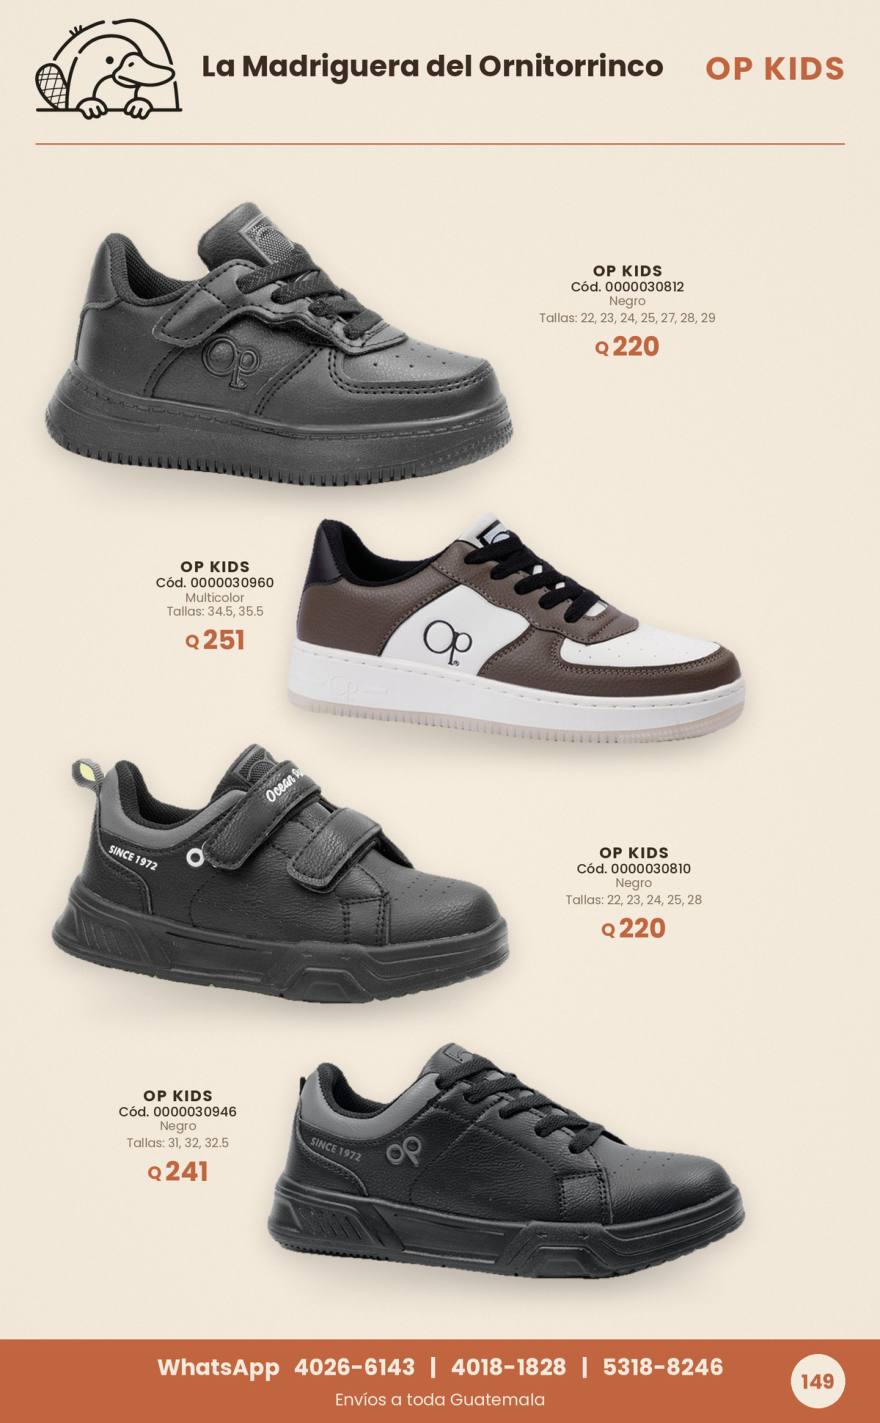 La Madriguera del Ornitorrinco
OP KIDS
OP KIDS
Cód. 0000030812
Negro
Tallas: 22, 23, 24, 25, 27, 28, 29
Q 220
Op
OP KIDS
Cód. 0000030960
Multicolor
Tallas: 34.5, 35.5
Q 251
Op
Ocean
SINCE 1972
OP KIDS
Cód. 0000030810
Negro
Tallas: 22, 23, 24, 25, 28
Q 220
OP KIDS
Cód. 0000030946
Negro
Tallas: 31, 32, 32.5
Q 241
SINCE 1972
op
WhatsApp 4026-6143 | 4018-1828 | 5318-8246
Envíos a toda Guatemala
149